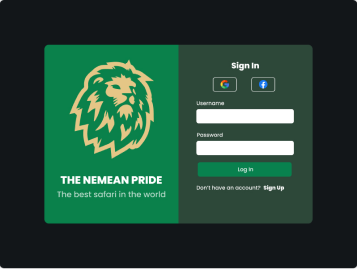 THE NEMEAN PRIDE
The best safari in the world
Sign In
Username
Password
Log in
Don't have an account? Sign Up